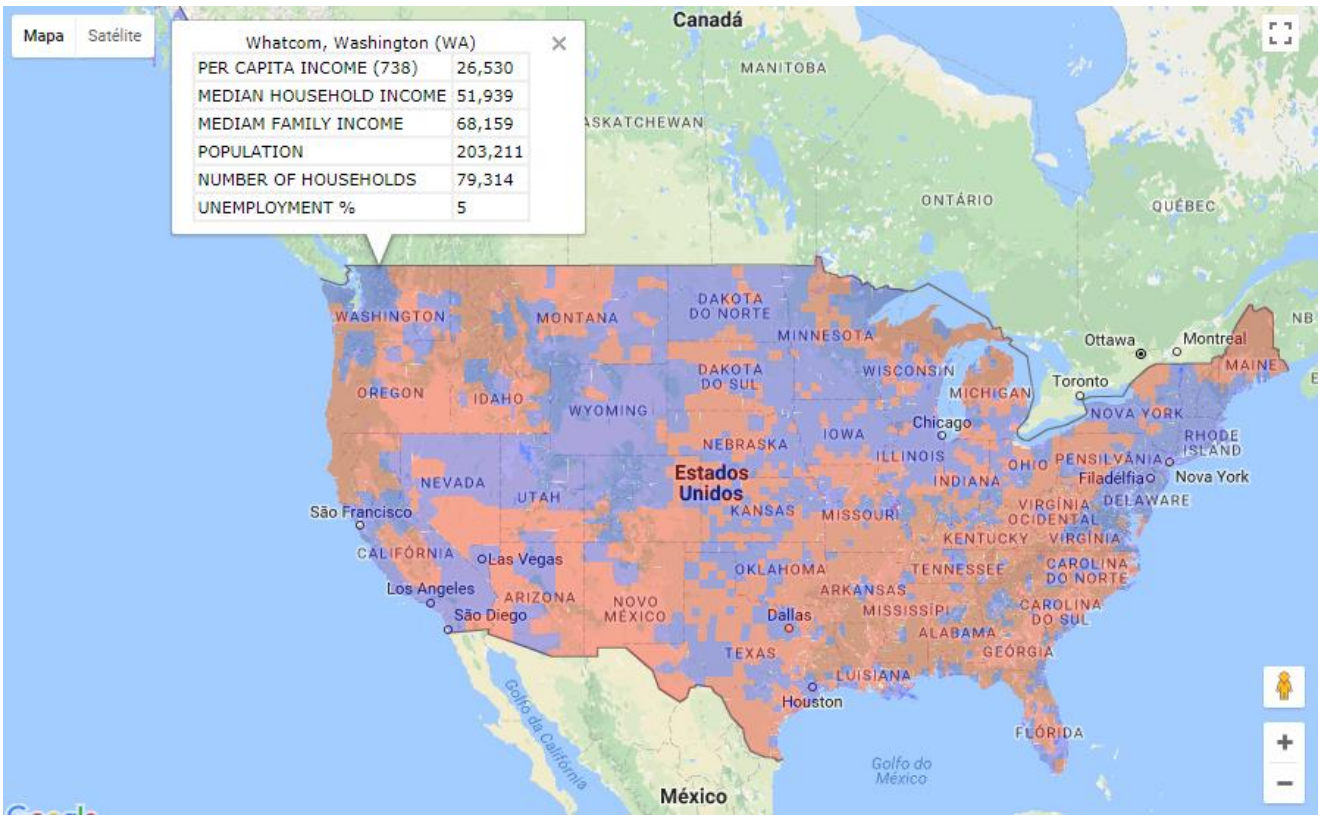 Mapa Satélite
Whatcom, Washington (WA)
PER CAPITA INCOME (738) 26,530
MEDIAN HOUSEHOLD INCOME 51,939
MEDIAM FAMILY INCOME 68,159
POPULATION 203,211
NUMBER OF HOUSEHOLDS 79,314
UNEMPLOYMENT % 5
Canadá
MANITOBA
ASKATCHEWAN
ONTÁRIO
QUÉBEC
NB
WASHINGTON
MONTANA
DAKOTA
DO NORTE
MINNESOTA
Ottawa
Montreal
MAINE
OREGON
IDAHO
WYOMING
DAKOTA
DO SUL
WISCONSIN
MICHIGAN
Toronto
NOVA YORK
RHODE
ISLAND
Chicago
IOWA
NEBRASKA
ILLINOIS
INDIANA
OHIO
PENSILVÂNIA
Filadélfia
Nova York
DELAWARE
NEVADA
UTAH
Estados
Unidos
KANSAS
MISSOURI
VIRGÍNIA
OCIDENTAL
KENTUCKY
VIRGÍNIA
São Francisco
CALIFÓRNIA
Las Vegas
Los Angeles
São Diego
ARIZONA
NOVO
MÉXICO
OKLAHOMA
ARKANSAS
TENNESSEE
CAROLINA
DO NORTE
CAROLINA
DO SUL
Dallas
MISSISSÍPI
ALABAMA
GEÓRGIA
TEXAS
LUISIANA
Houston
FLÓRIDA
Golfo da Califórnia
Golfo do
México
México
Google